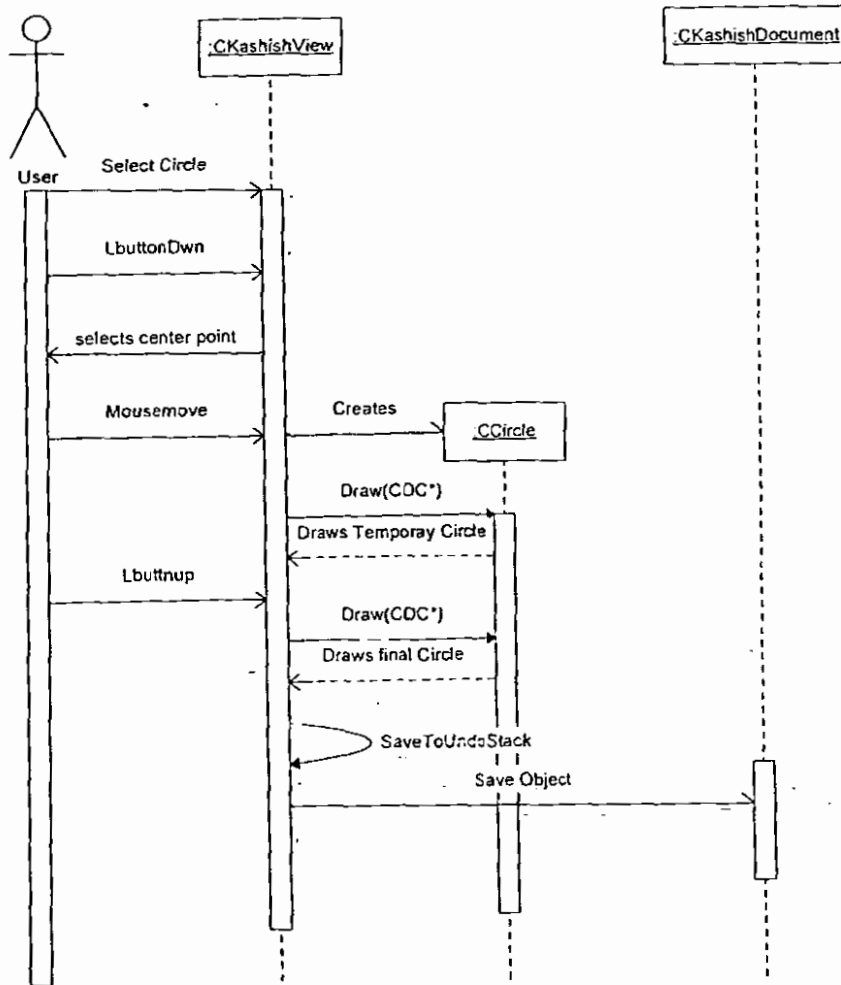 :CKashishView
:CKashishDocument
User
Select Circle
LbuttonDwn
selects center point
Mousemove
Creates
:CCircle
Draw(CDC*)
Draws Temporay Circle
Lbuttnup
Draw(CDC*)
Draws final Circle
SaveToUndoStack
Save Object